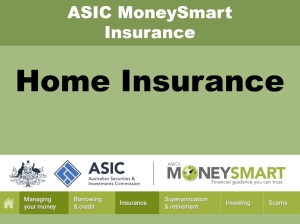 ASIC MoneySmart
Insurance
Home Insurance
ASIC
Australian Securities &
Investments Commission
ASIC's
MONEYSMART
Financial guidance you can trust
Managing
your money
Borrowing
& credit
Insurance
Superannuation
& retirement
Investing
Scams